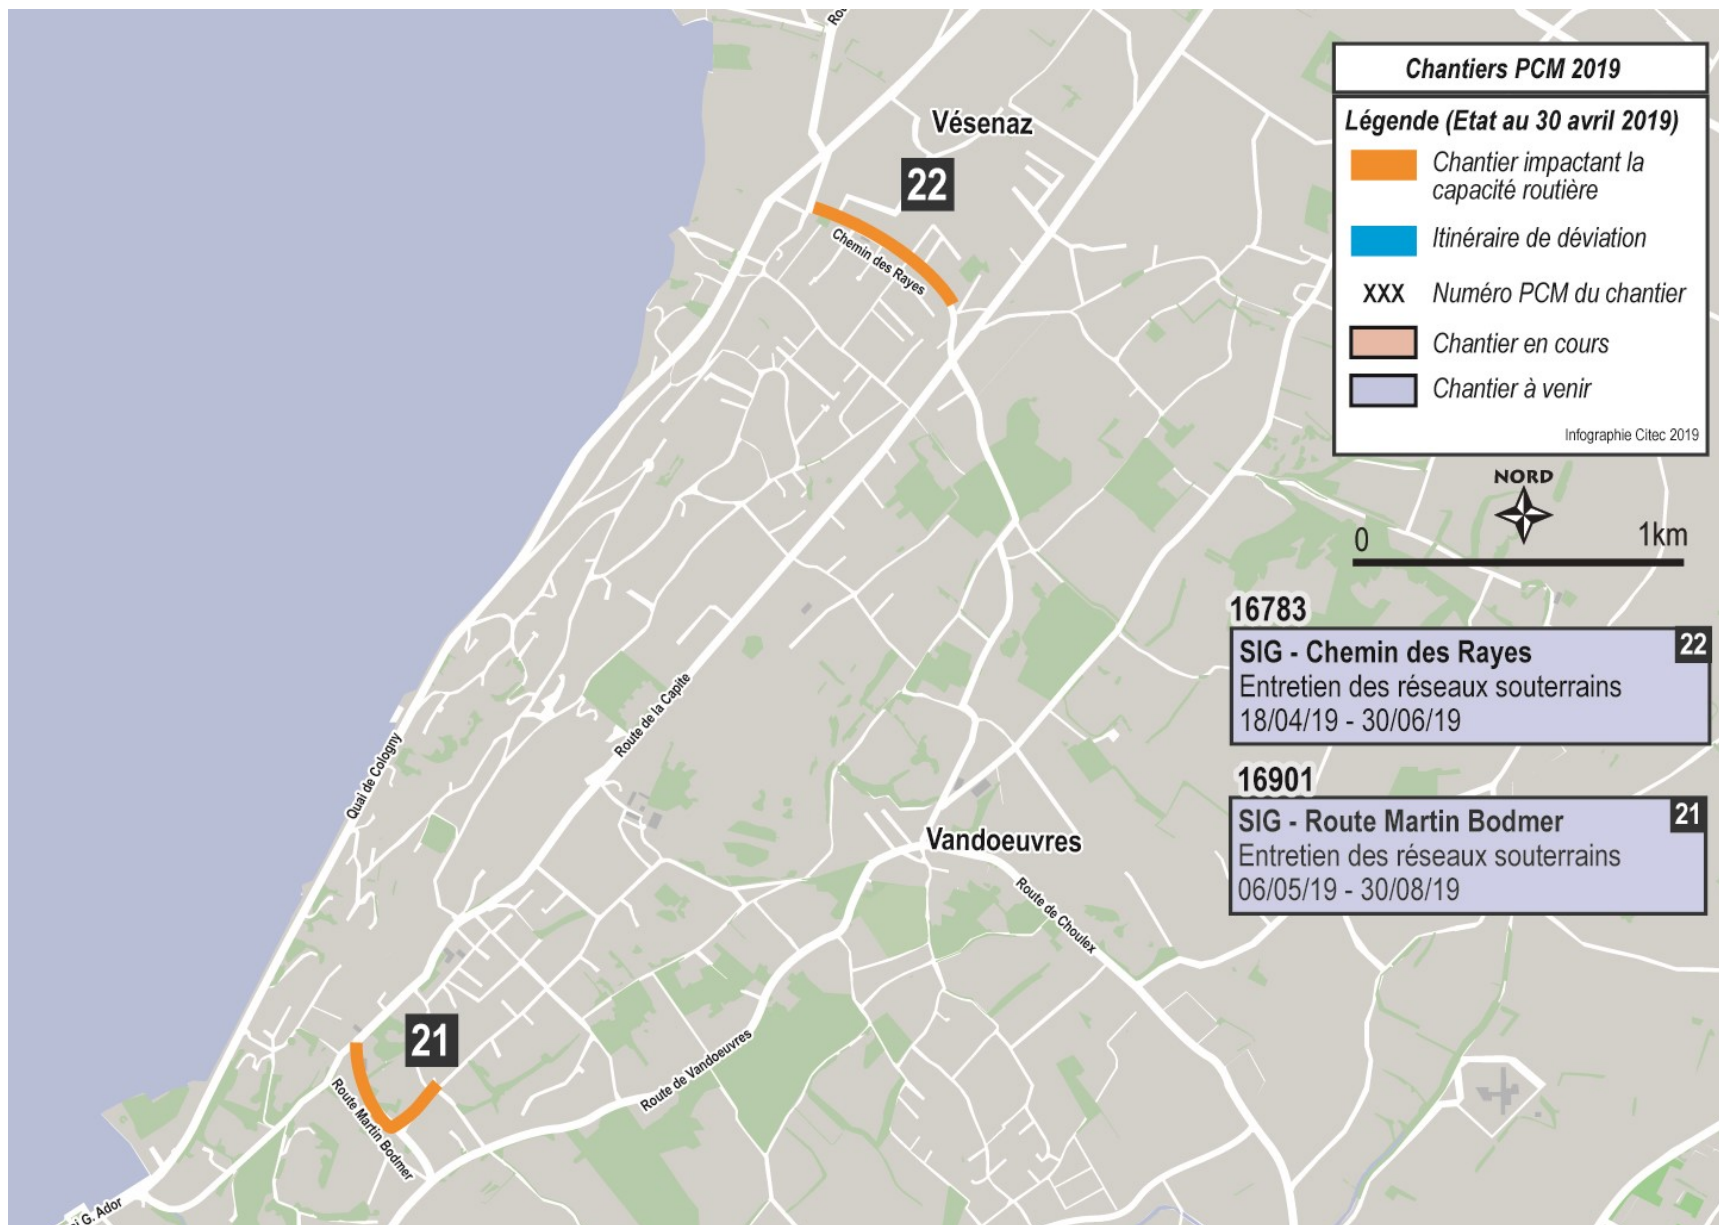 Rou
Vésenaz
22
Chemin des Rayes
Chantiers PCM 2019
Légende (Etat au 30 avril 2019)
Chantier impactant la
capacité routière
Itinéraire de déviation
XXX Numéro PCM du chantier
Chantier en cours
Chantier à venir
Infographie Citec 2019
NORD
0 1km
16783
SIG - Chemin des Rayes 22
Entretien des réseaux souterrains
18/04/19 - 30/06/19
16901
SIG - Route Martin Bodmer 21
Entretien des réseaux souterrains
06/05/19 - 30/08/19
Route de la Capite
Quai de Cologny
Vandoeuvres
Route de Choulex
21
Route de Vandoeuvres
Route Martin Bodmer
G. Ador